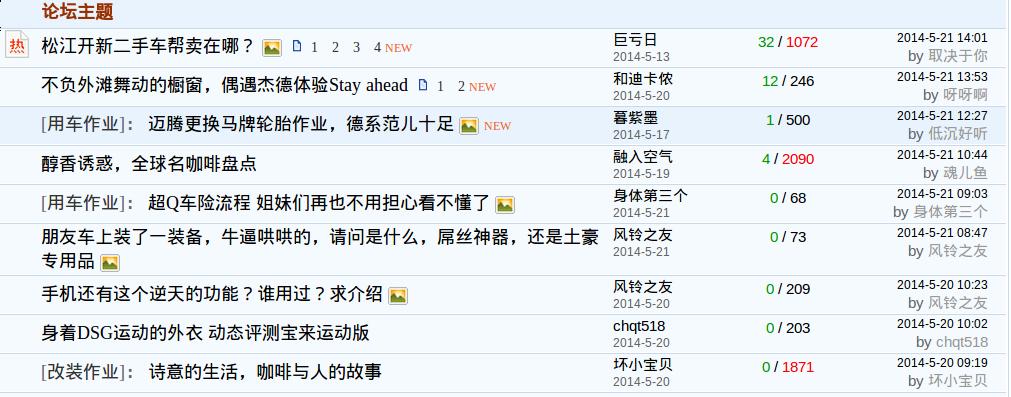 论坛主题
热 松江开新二手车帮卖在哪？ 1 2 3 4 NEW 巨亏日 32 / 1072 2014-5-21 14:01
2014-5-13 by 取决于你
不负外滩舞动的橱窗，偶遇杰德体验Stay ahead 1 2 NEW 和迪卡侬 12 / 246 2014-5-21 13:53
2014-5-20 by 呀呀啊
[用车作业]： 迈腾更换马牌轮胎作业，德系范儿十足 NEW 暮紫墨 1 / 500 2014-5-21 12:27
2014-5-17 by 低沉好听
醇香诱惑，全球名咖啡盘点 融入空气 4 / 2090 2014-5-21 10:44
2014-5-19 by 魂儿鱼
[用车作业]： 超Q车险流程 姐妹们再也不用担心看不懂了 身体第三个 0 / 68 2014-5-21 09:03
2014-5-21 by 身体第三个
朋友车上装了一装备，牛逼哄哄的，请问是什么，屌丝神器，还是土豪 风铃之友 0 / 73 2014-5-21 08:47
专用品 2014-5-21 by 风铃之友
手机还有这个逆天的功能？谁用过？求介绍 风铃之友 0 / 209 2014-5-20 10:23
2014-5-20 by 风铃之友
身着DSG运动的外衣 动态评测宝来运动版 chqt518 0 / 203 2014-5-20 10:02
2014-5-20 by chqt518
[改装作业]： 诗意的生活，咖啡与人的故事 坏小宝贝 0 / 1871 2014-5-20 09:19
2014-5-20 by 坏小宝贝